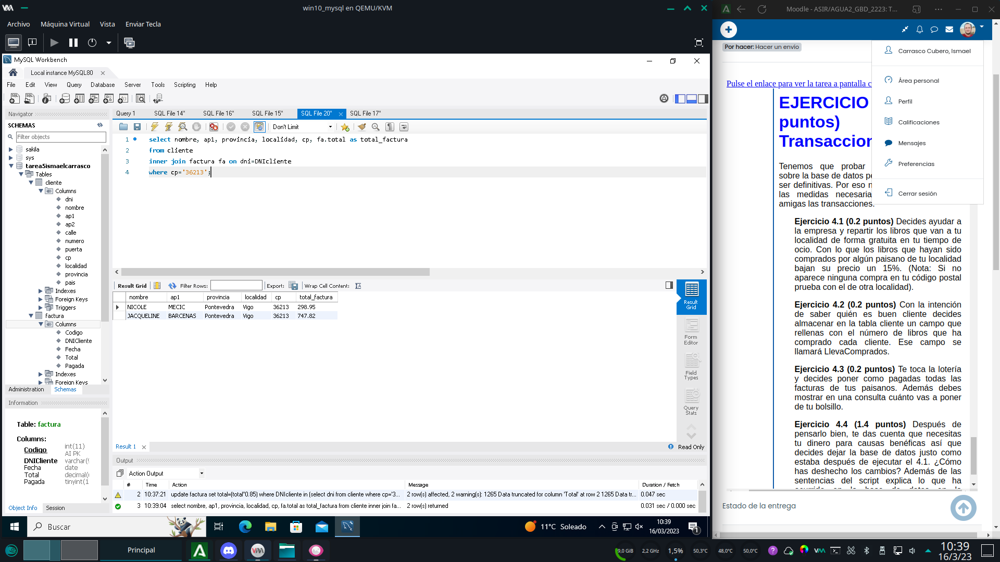 win10_mysql en QEMU/KVM
Archivo Máquina Virtual Vista Enviar Tecla
MySQL Workbench
Local instance MySQL80
File Edit View Query Database Server Tools Scripting Help
Navigator
SCHEMAS
Filter objects
sakila
sys
tarea5ismaelcarrasco
Tables
cliente
Columns
dni
nombre
ap1
ap2
calle
numero
puerta
cp
localidad
provincia
pais
Indexes
Foreign Keys
Triggers
factura
Columns
Codigo
DNICliente
Fecha
Total
Pagada
Indexes
Foreign Keys
Administration Schemas
Information
Table: factura
Columns:
Codigo int(11) AI PK
DNICliente varchar(9
Fecha date
Total decimal(
Pagada tinyint(1
Object Info Session
Query 1 SQL File 14* SQL File 16* SQL File 15* SQL File 20* SQL File 17*
Don't Limit
1 select nombre, ap1, provincia, localidad, cp, fa.total as total_factura
2 from cliente
3 inner join factura fa on dni=DNIcliente
4 where cp='36213';
Result Grid Filter Rows: Export: Wrap Cell Content:
nombre ap1 provincia localidad cp total_factura
NICOLE MECIC Pontevedra Vigo 36213 298.95
JACQUELINE BARCENAS Pontevedra Vigo 36213 747.82
Result Grid
Form Editor
Field Types
Query Stats
Result 1 Read Only
Output
Action Output
# Time Action Message Duration / Fetch
2 10:37:21 update factura set total=(total*0.85) where DNIcliente in (select dni from cliente where cp='3... 2 row(s) affected, 2 warning(s): 1265 Data truncated for column 'Total' at row 2 1265 Data tr... 0.047 sec
3 10:39:04 select nombre, ap1, provincia, localidad, cp, fa.total as total_factura from cliente inner join fa... 2 row(s) returned 0.031 sec / 0.000 sec
Buscar
11°C Soleado
10:39
16/03/2023
1
Moodle - ASIR/AGUA2_GBD_2223: T...
Por hacer: Hacer un envío
Pulse el enlace para ver la tarea a pantalla c
Carrasco Cubero, Ismael
Área personal
Perfil
Calificaciones
Mensajes
Preferencias
Cerrar sesión
EJERCICIO
puntos)
Transaccion
Tenemos que probar
sobre la base de datos pe
ser definitivas. Por eso n
las medidas necesaria
amigas las transacciones.
Ejercicio 4.1 (0.2 puntos) Decides ayudar a
la empresa y repartir los libros que van a tu
localidad de forma gratuita en tu tiempo de
ocio. Con lo que los libros que hayan sido
comprados por algún paisano de tu localidad
bajan su precio un 15%. (Nota: Si no
aparece ninguna compra en tu código postal
prueba con el de otra localidad).
Ejercicio 4.2 (0.2 puntos) Con la intención
de saber quién es buen cliente decides
almacenar en la tabla cliente un campo que
rellenas con el número de libros que ha
comprado cada cliente. Ese campo se
llamará LlevaComprados.
Ejercicio 4.3 (0.2 puntos) Te toca la lotería
y decides poner como pagadas todas las
facturas de tus paisanos. Además debes
mostrar en una consulta cuánto vas a poner
de tu bolsillo.
Ejercicio 4.4 (1.4 puntos) Después de
pensarlo bien, te das cuenta que necesitas
tu dinero para causas benéficas así que
decides dejar la base de datos justo como
estaba después de ejecutar el 4.1. ¿Cómo
has deshecho los cambios? Además de las
sentencias del script explica lo que ha
Estado de la entrega
Principal
9,0 GiB 2,2 GHz 1,5% 50,3°C 48,0°C 50,0°C
10:39
16/3/23